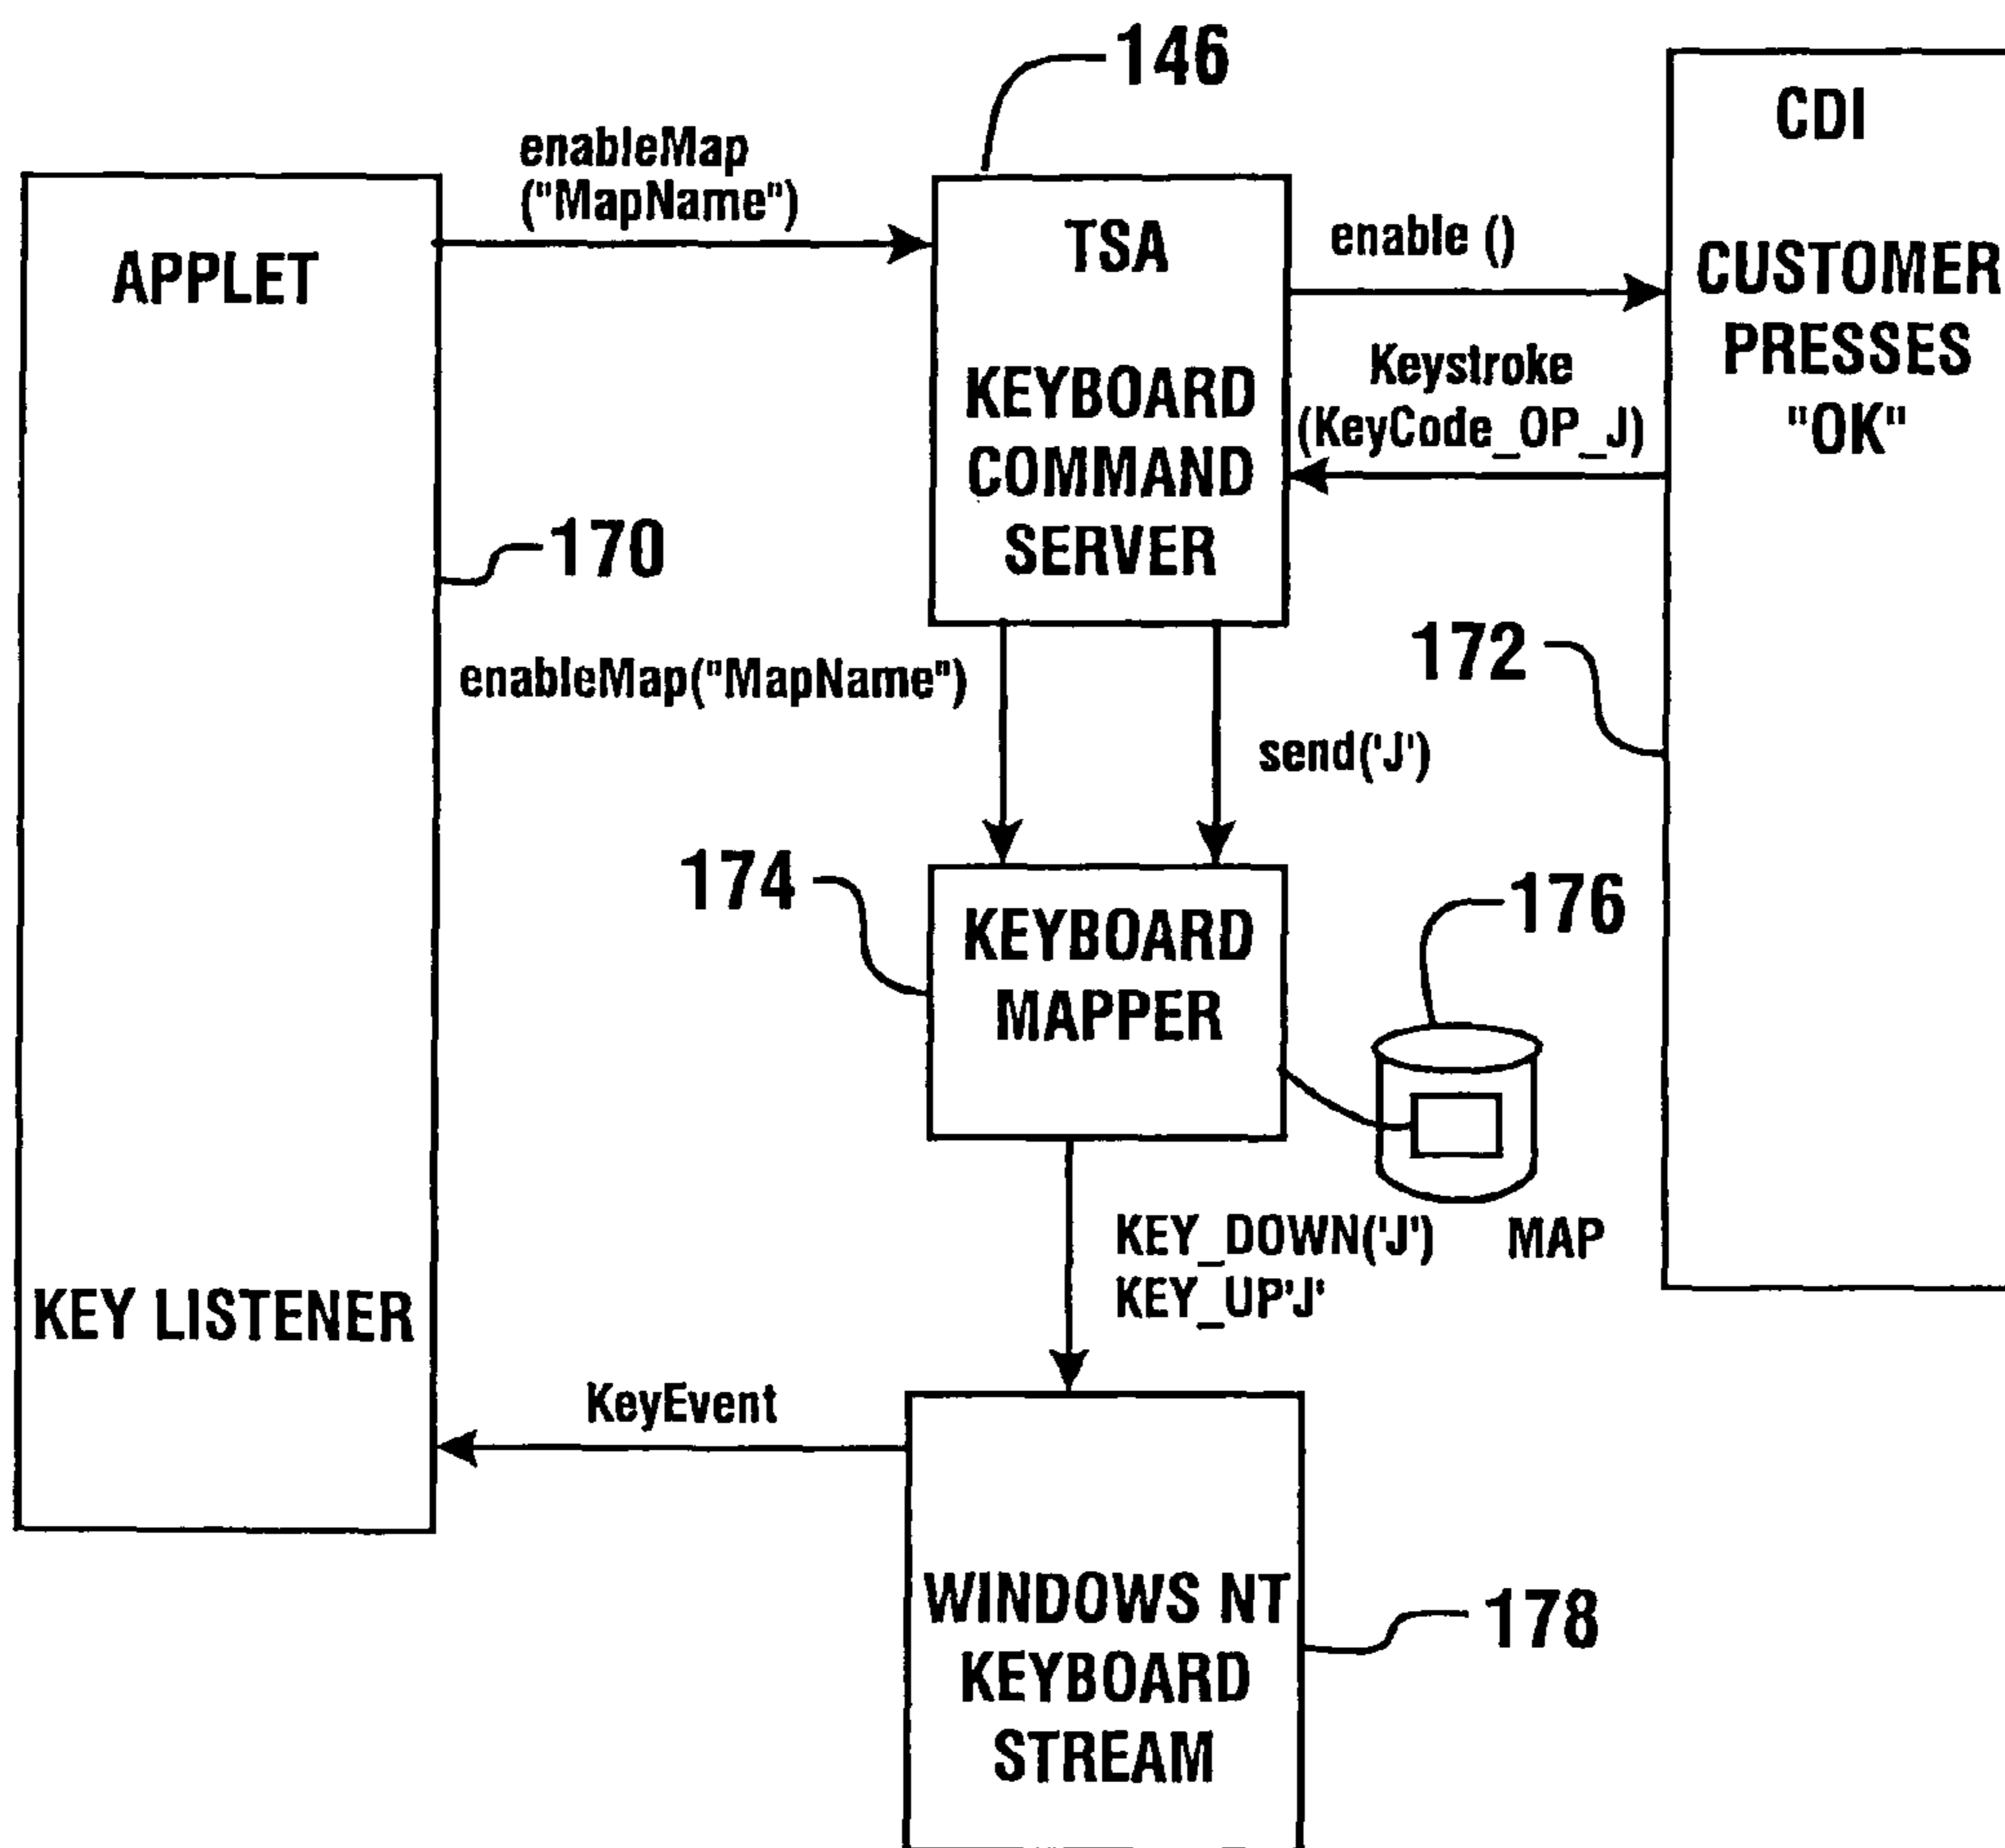 146
CDI
enableMap
("MapName")
APPLET
TSA
enable ()
CUSTOMER
PRESSES
"OK"
KEYBOARD
COMMAND
SERVER
Keystroke
(KeyCode_OP_J)
170
172
enableMap("MapName")
send('J')
174
176
KEYBOARD
MAPPER
KEY_DOWN('J')
KEY_UP'J'
MAP
KEY LISTENER
KeyEvent
WINDOWS NT
KEYBOARD
STREAM
178